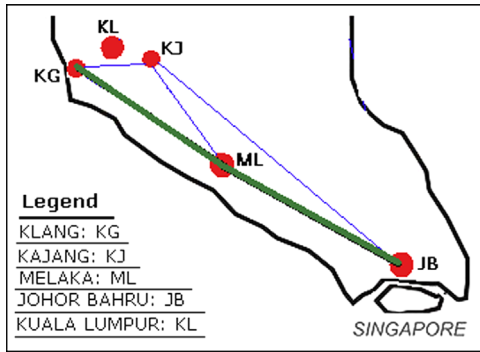 KL
KJ
KG
ML
JB
Legend
KLANG: KG
KAJANG: KJ
MELAKA: ML
JOHOR BAHRU: JB
KUALA LUMPUR: KL
SINGAPORE